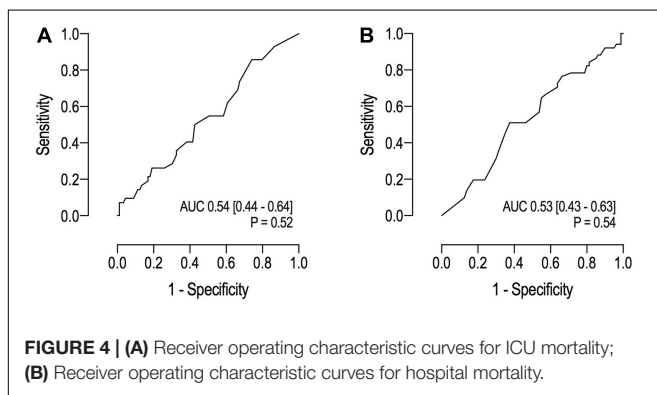 A
1.0
0.8
0.6
0.4
0.2
0.0
Sensitivity
AUC 0.54 [0.44 - 0.64]
P = 0.52
0.0 0.2 0.4 0.6 0.8 1.0
1 - Specificity
B
1.0
0.8
0.6
0.4
0.2
0.0
Sensitivity
AUC 0.53 [0.43 - 0.63]
P = 0.54
0.0 0.2 0.4 0.6 0.8 1.0
1 - Specificity
FIGURE 4 | (A) Receiver operating characteristic curves for ICU mortality;
(B) Receiver operating characteristic curves for hospital mortality.